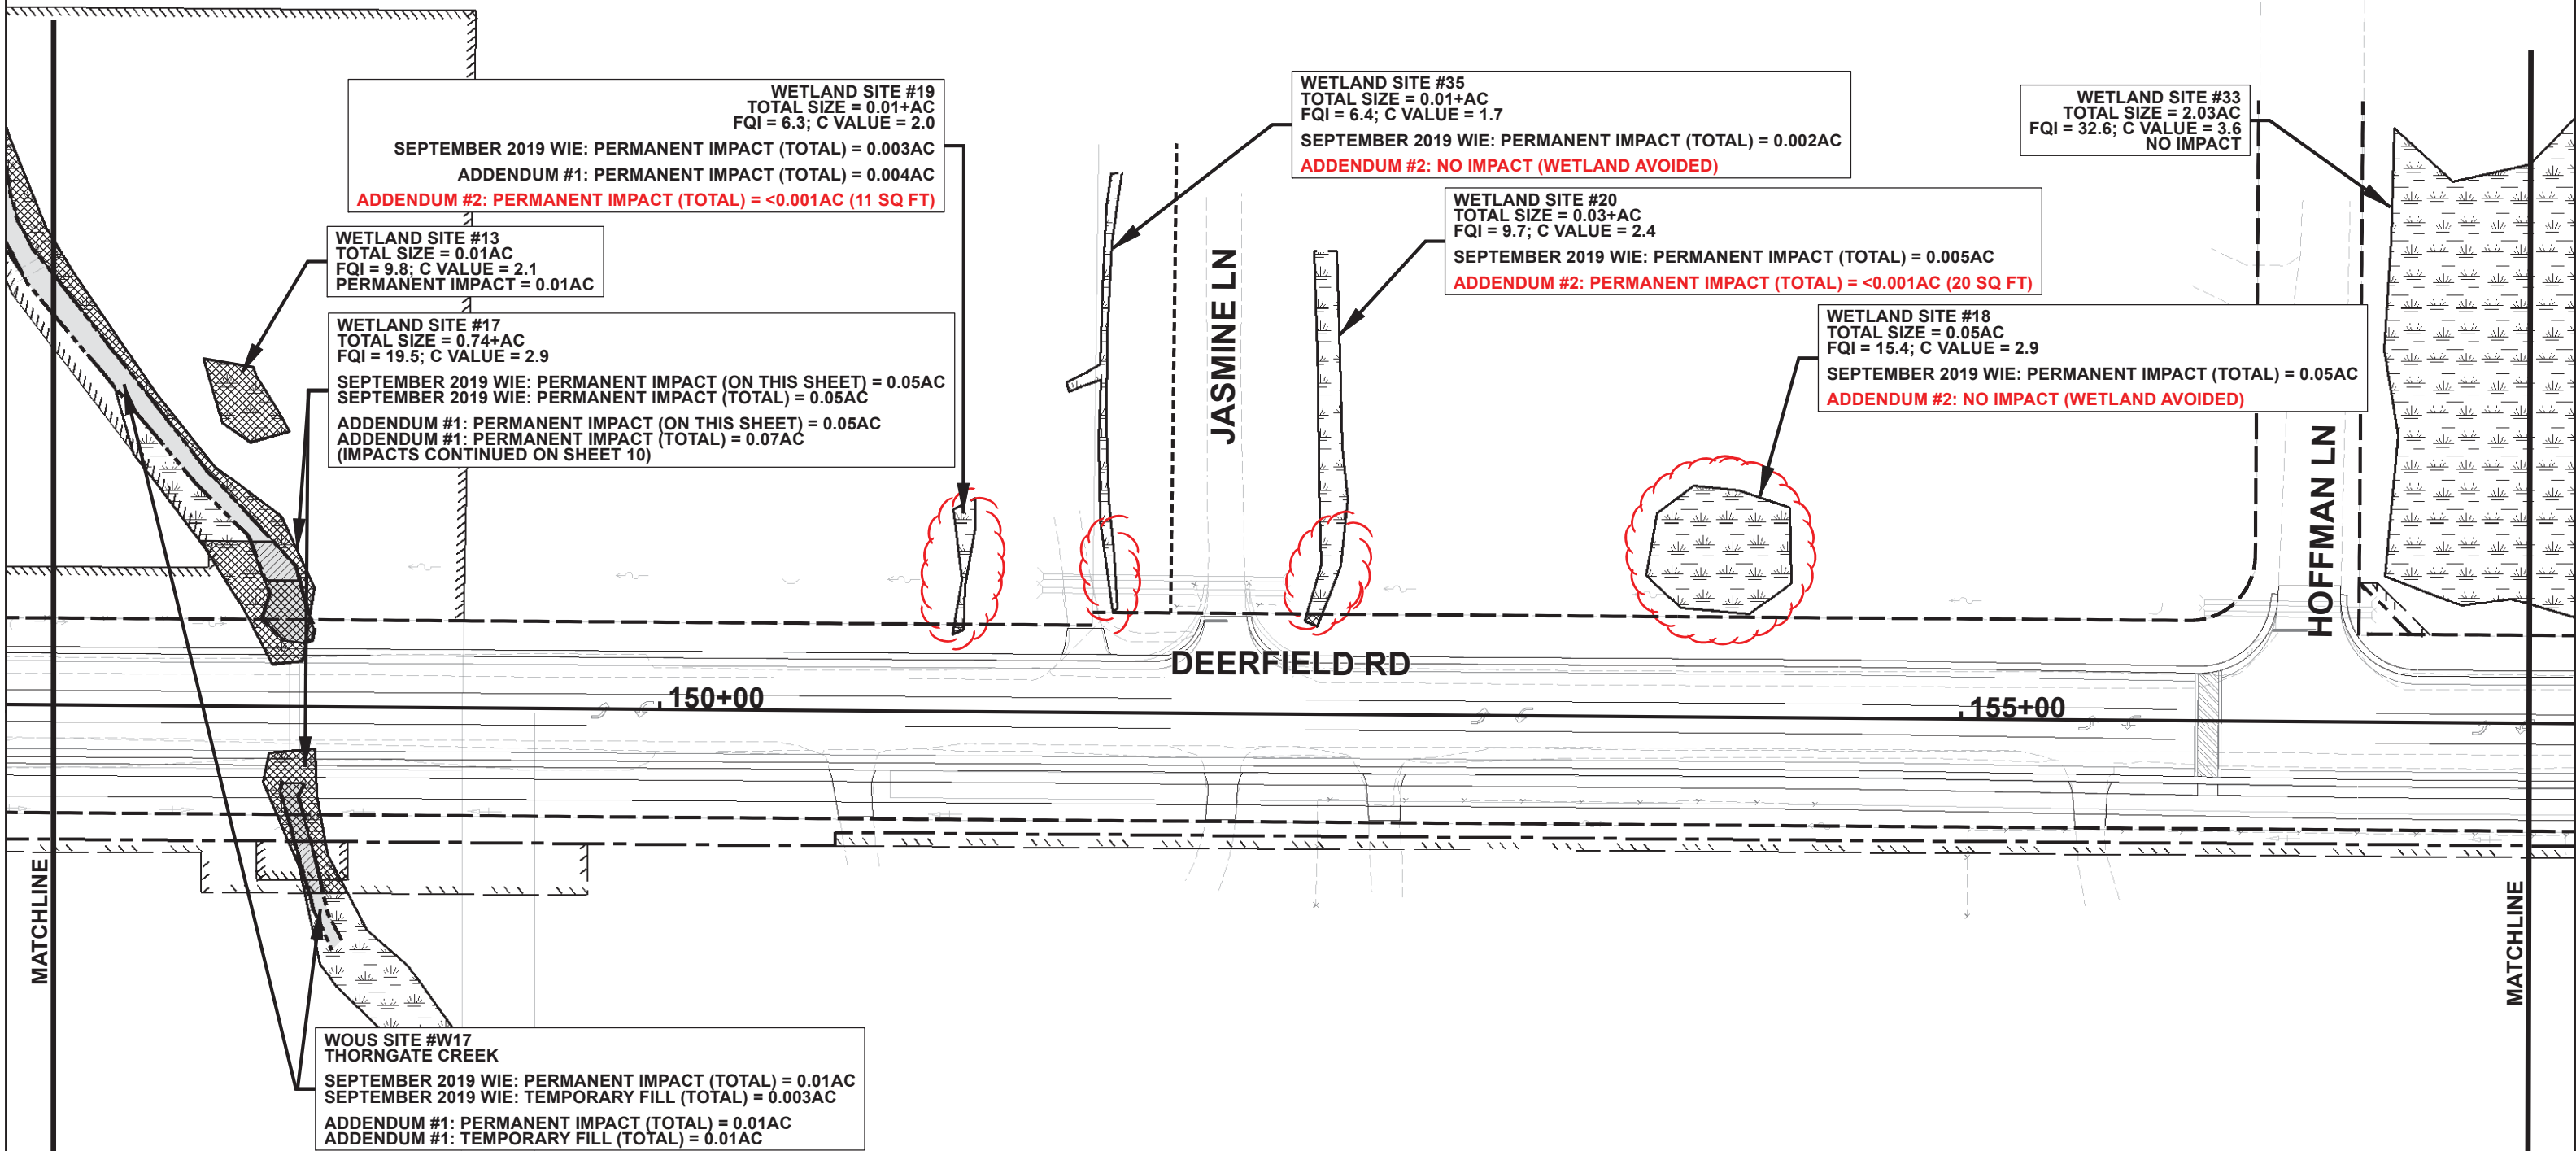 WETLAND SITE #19
TOTAL SIZE = 0.01+AC
FQI = 6.3; C VALUE = 2.0
SEPTEMBER 2019 WIE: PERMANENT IMPACT (TOTAL) = 0.003AC
ADDENDUM #1: PERMANENT IMPACT (TOTAL) = 0.004AC
ADDENDUM #2: PERMANENT IMPACT (TOTAL) = <0.001AC (11 SQ FT)
WETLAND SITE #35
TOTAL SIZE = 0.01+AC
FQI = 6.4; C VALUE = 1.7
SEPTEMBER 2019 WIE: PERMANENT IMPACT (TOTAL) = 0.002AC
ADDENDUM #2: NO IMPACT (WETLAND AVOIDED)
WETLAND SITE #33
TOTAL SIZE = 2.03AC
FQI = 32.6; C VALUE = 3.6
NO IMPACT
WETLAND SITE #20
TOTAL SIZE = 0.03+AC
FQI = 9.7; C VALUE = 2.4
SEPTEMBER 2019 WIE: PERMANENT IMPACT (TOTAL) = 0.005AC
ADDENDUM #2: PERMANENT IMPACT (TOTAL) = <0.001AC (20 SQ FT)
WETLAND SITE #13
TOTAL SIZE = 0.01AC
FQI = 9.8; C VALUE = 2.1
PERMANENT IMPACT = 0.01AC
WETLAND SITE #17
TOTAL SIZE = 0.74+AC
FQI = 19.5; C VALUE = 2.9
SEPTEMBER 2019 WIE: PERMANENT IMPACT (ON THIS SHEET) = 0.05AC
SEPTEMBER 2019 WIE: PERMANENT IMPACT (TOTAL) = 0.05AC
ADDENDUM #1: PERMANENT IMPACT (ON THIS SHEET) = 0.05AC
ADDENDUM #1: PERMANENT IMPACT (TOTAL) = 0.07AC
(IMPACTS CONTINUED ON SHEET 10)
WETLAND SITE #18
TOTAL SIZE = 0.05AC
FQI = 15.4; C VALUE = 2.9
SEPTEMBER 2019 WIE: PERMANENT IMPACT (TOTAL) = 0.05AC
ADDENDUM #2: NO IMPACT (WETLAND AVOIDED)
JASMINE LN
HOFFMAN LN
DEERFIELD RD
150+00
155+00
MATCHLINE
MATCHLINE
WOUS SITE #W17
THORNGATE CREEK
SEPTEMBER 2019 WIE: PERMANENT IMPACT (TOTAL) = 0.01AC
SEPTEMBER 2019 WIE: TEMPORARY FILL (TOTAL) = 0.003AC
ADDENDUM #1: PERMANENT IMPACT (TOTAL) = 0.01AC
ADDENDUM #1: TEMPORARY FILL (TOTAL) = 0.01AC